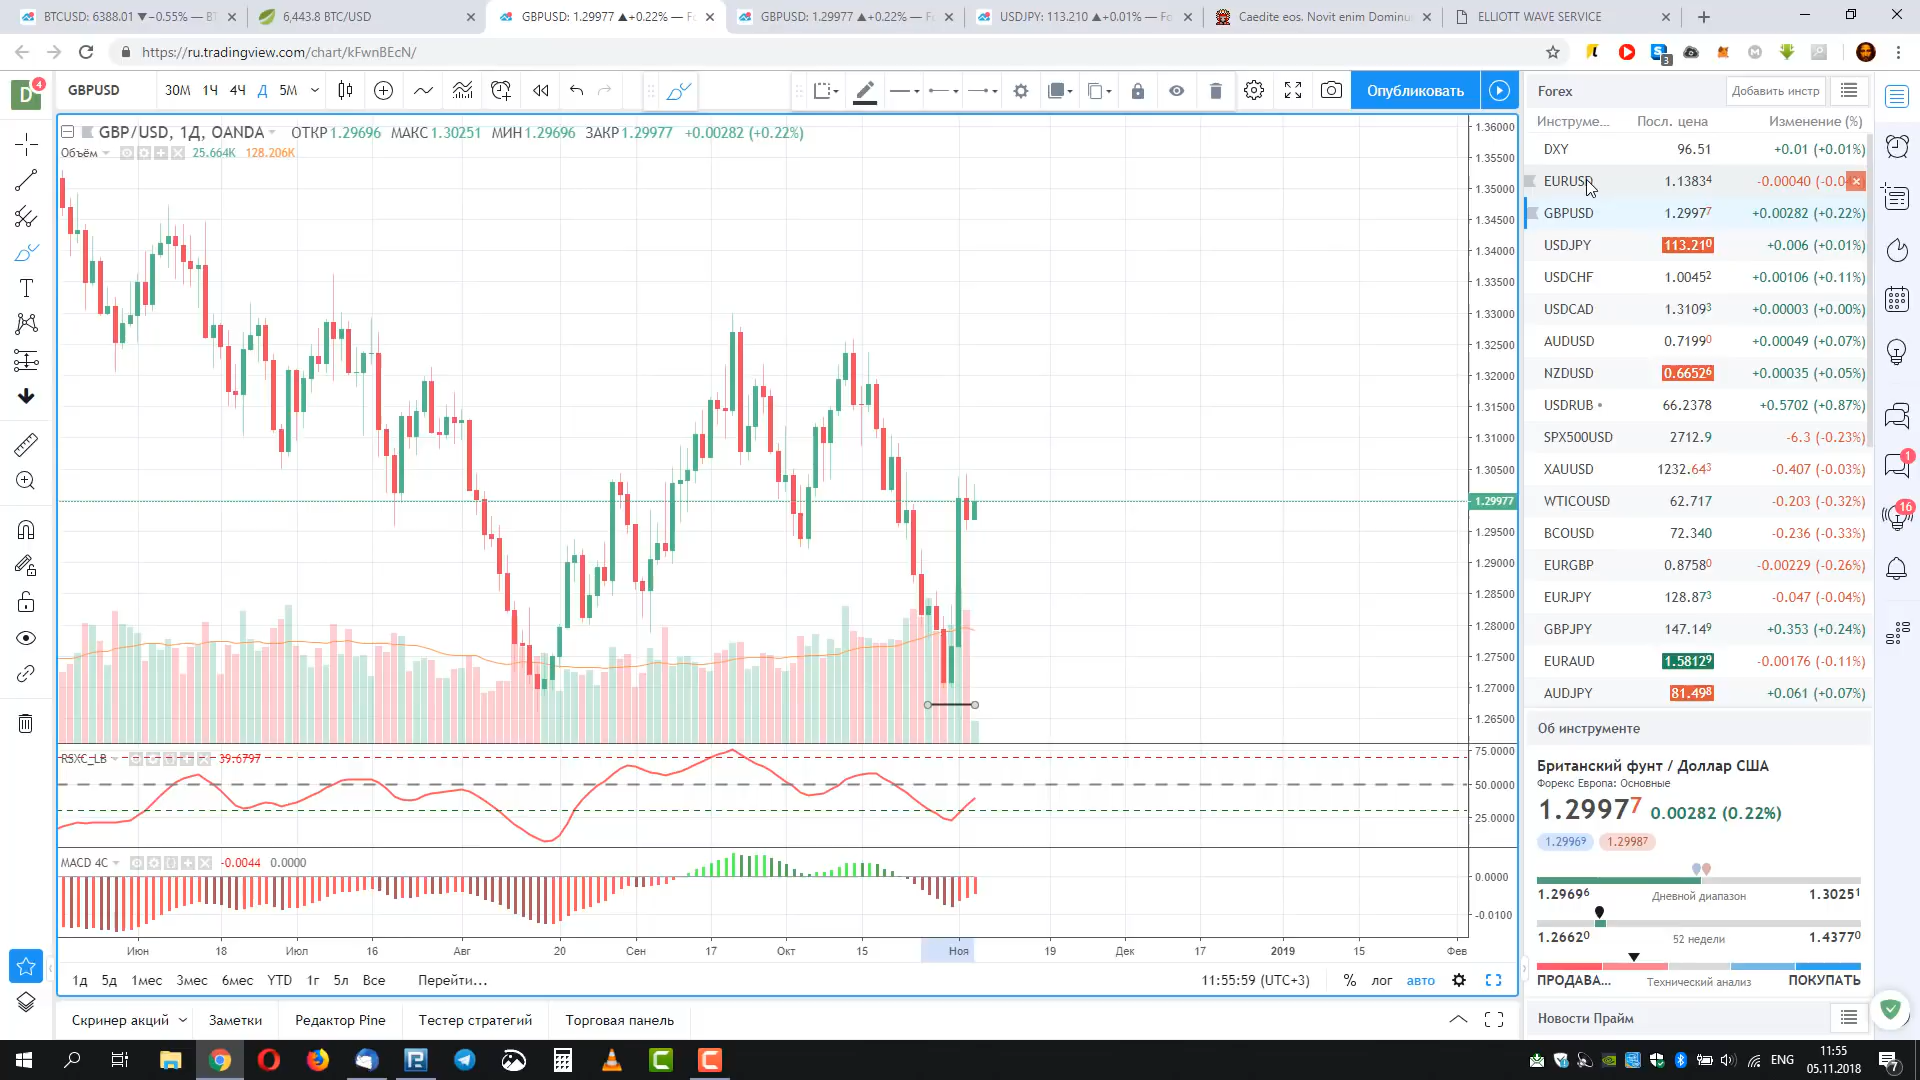 BTCUSD: 6388.01 ▼−0.55% — BT
6,443.8 BTC/USD
GBPUSD: 1.29977 ▲+0.22% — Fo
GBPUSD: 1.29977 ▲+0.22% — Fo
USDJPY: 113.210 ▲+0.01% — Fo
Caedite eos. Novit enim Dominu
ELLIOTT WAVE SERVICE
https://ru.tradingview.com/chart/kFwnBEcN/
3
D 4
GBPUSD 30М 1Ч 4Ч Д 5М
Опубликовать
GBP/USD, 1Д, OANDA ОТКР 1.29696 МАКС 1.30251 МИН 1.29696 ЗАКР 1.29977 +0.00282 (+0.22%)
Объём 25.664K 128.206K
1.36000
1.35500
1.35000
1.34500
1.34000
1.33500
1.33000
1.32500
1.32000
1.31500
1.31000
1.30500
1.29977
1.29500
1.29000
1.28500
1.28000
1.27500
1.27000
1.26500
RSXC_LB 39.6797
75.0000
50.0000
25.0000
MACD 4C -0.0044 0.0000
0.0000
-0.0100
Июн 18 Июл 16 Авг 20 Сен 17 Окт 15 Ноя 19 Дек 17 2019 15 Фев
1д 5д 1мес 3мес 6мес YTD 1г 5л Все Перейти...
11:55:59 (UTC+3) % лог авто
Скринер акций Заметки Редактор Pine Тестер стратегий Торговая панель
Forex Добавить инстр
Инструме... Посл. цена Изменение (%)
DXY 96.51 +0.01 (+0.01%)
EURUSD 1.13834 -0.00040 (-0.04
GBPUSD 1.29977 +0.00282 (+0.22%)
USDJPY 113.210 +0.006 (+0.01%)
USDCHF 1.00452 +0.00106 (+0.11%)
USDCAD 1.31093 +0.00003 (+0.00%)
AUDUSD 0.71990 +0.00049 (+0.07%)
NZDUSD 0.66526 +0.00035 (+0.05%)
USDRUB 66.2378 +0.5702 (+0.87%)
SPX500USD 2712.9 -6.3 (-0.23%)
XAUUSD 1232.643 -0.407 (-0.03%)
WTICOUSD 62.717 -0.203 (-0.32%)
BCOUSD 72.340 -0.236 (-0.33%)
EURGBP 0.87580 -0.00229 (-0.26%)
EURJPY 128.873 -0.047 (-0.04%)
GBPJPY 147.149 +0.353 (+0.24%)
EURAUD 1.58129 -0.00176 (-0.11%)
AUDJPY 81.498 +0.061 (+0.07%)
Об инструменте
Британский фунт / Доллар США
Форекс Европа: Основные
1.29977 0.00282 (0.22%)
1.29969 1.29987
1.29696 Дневной диапазон 1.30251
1.26620 52 недели 1.43770
ПРОДАВА... Технический анализ ПОКУПАТЬ
Новости Прайм
1
16
ENG
11:55
05.11.2018
7